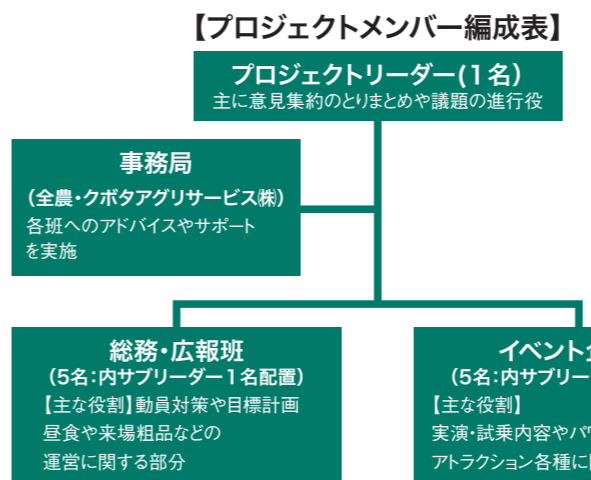 【プロジェクトメンバー編成表】
プロジェクトリーダー(1名)
主に意見集約のとりまとめや議題の進行役
事務局
(全農・クボタアグリサービス㈱)
各班へのアドバイスやサポート
を実施
総務・広報班
(5名:内サブリーダー1名配置)
【主な役割】動員対策や目標計画
昼食や来場粗品などの
運営に関する部分
イベント
(5名:内サブリー
【主な役割】
実演・試乗内容や
アトラクション各種に